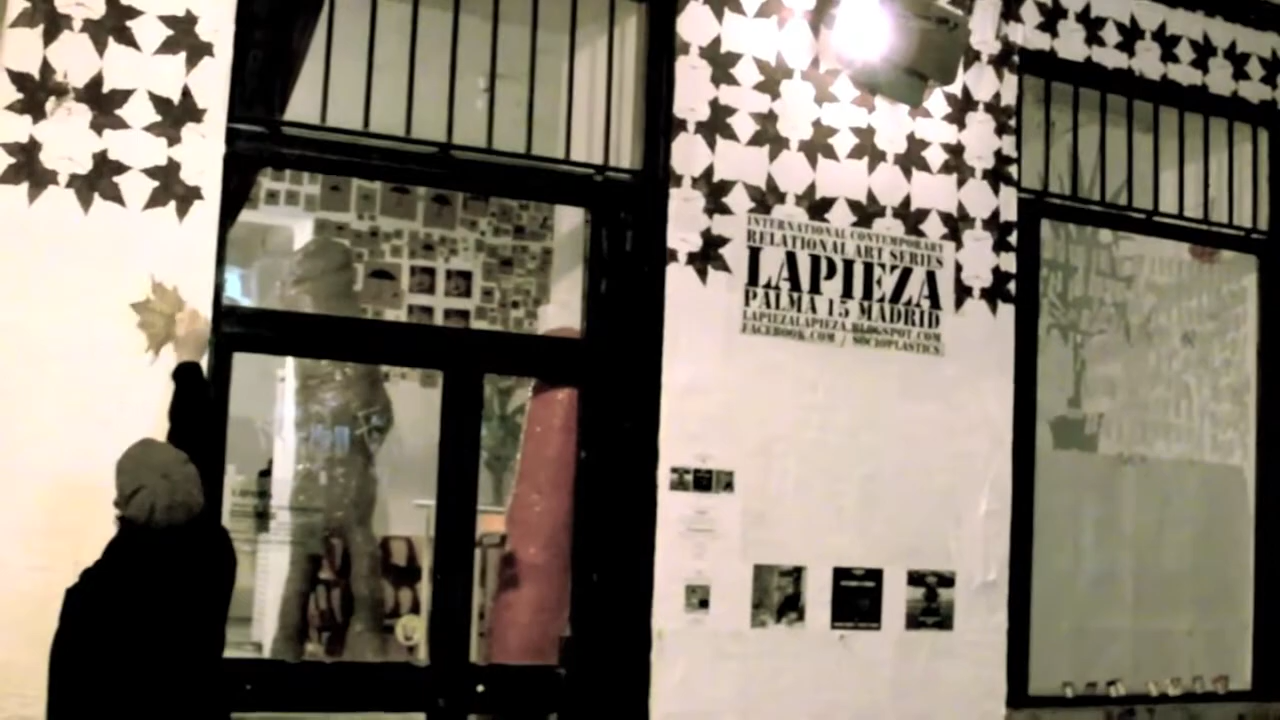 INTERNATIONAL CONTEMPORARY
RELATIONAL ART SERIES
LAPIEZA
PALMA 15 MADRID
LAPIEZALAPIEZA.BLOGSPOT.COM
FACEBOOK.COM / SOCIOPLASTICS